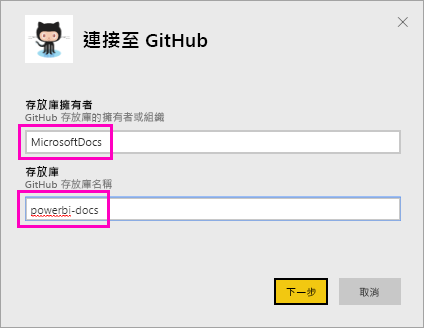 連接至 GitHub
存放庫擁有者
GitHub 存放庫的擁有者或組織
MicrosoftDocs
存放庫
GitHub 存放庫名稱
powerbi-docs
下一步
取消